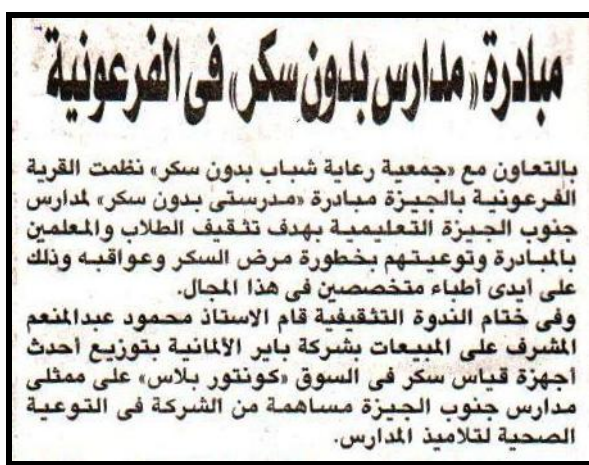 مبادرة «مدارس بدون سكر» فى الفرعونية
بالتعاون مع «جمعية رعاية شباب بدون سكر» نظمت القرية
الفرعونية بالجيزة مبادرة «مدرستى بدون سكر» لمدارس
جنوب الجيزة التعليمية بهدف تثقيف الطلاب والمعلمين
بالمبادرة وتوعيتهم بخطورة مرض السكر وعواقبه وذلك
على أيدى أطباء متخصصين فى هذا المجال.
وفى ختام الندوة التثقيفية قام الاستاذ محمود عبدالمنعم
المشرف على المبيعات بشركة باير الألمانية بتوزيع أحدث
أجهزة قياس سكر فى السوق «كونتور بلاس» على ممثلى
مدارس جنوب الجيزة مساهمة من الشركة فى التوعية
الصحية لتلاميذ المدارس.